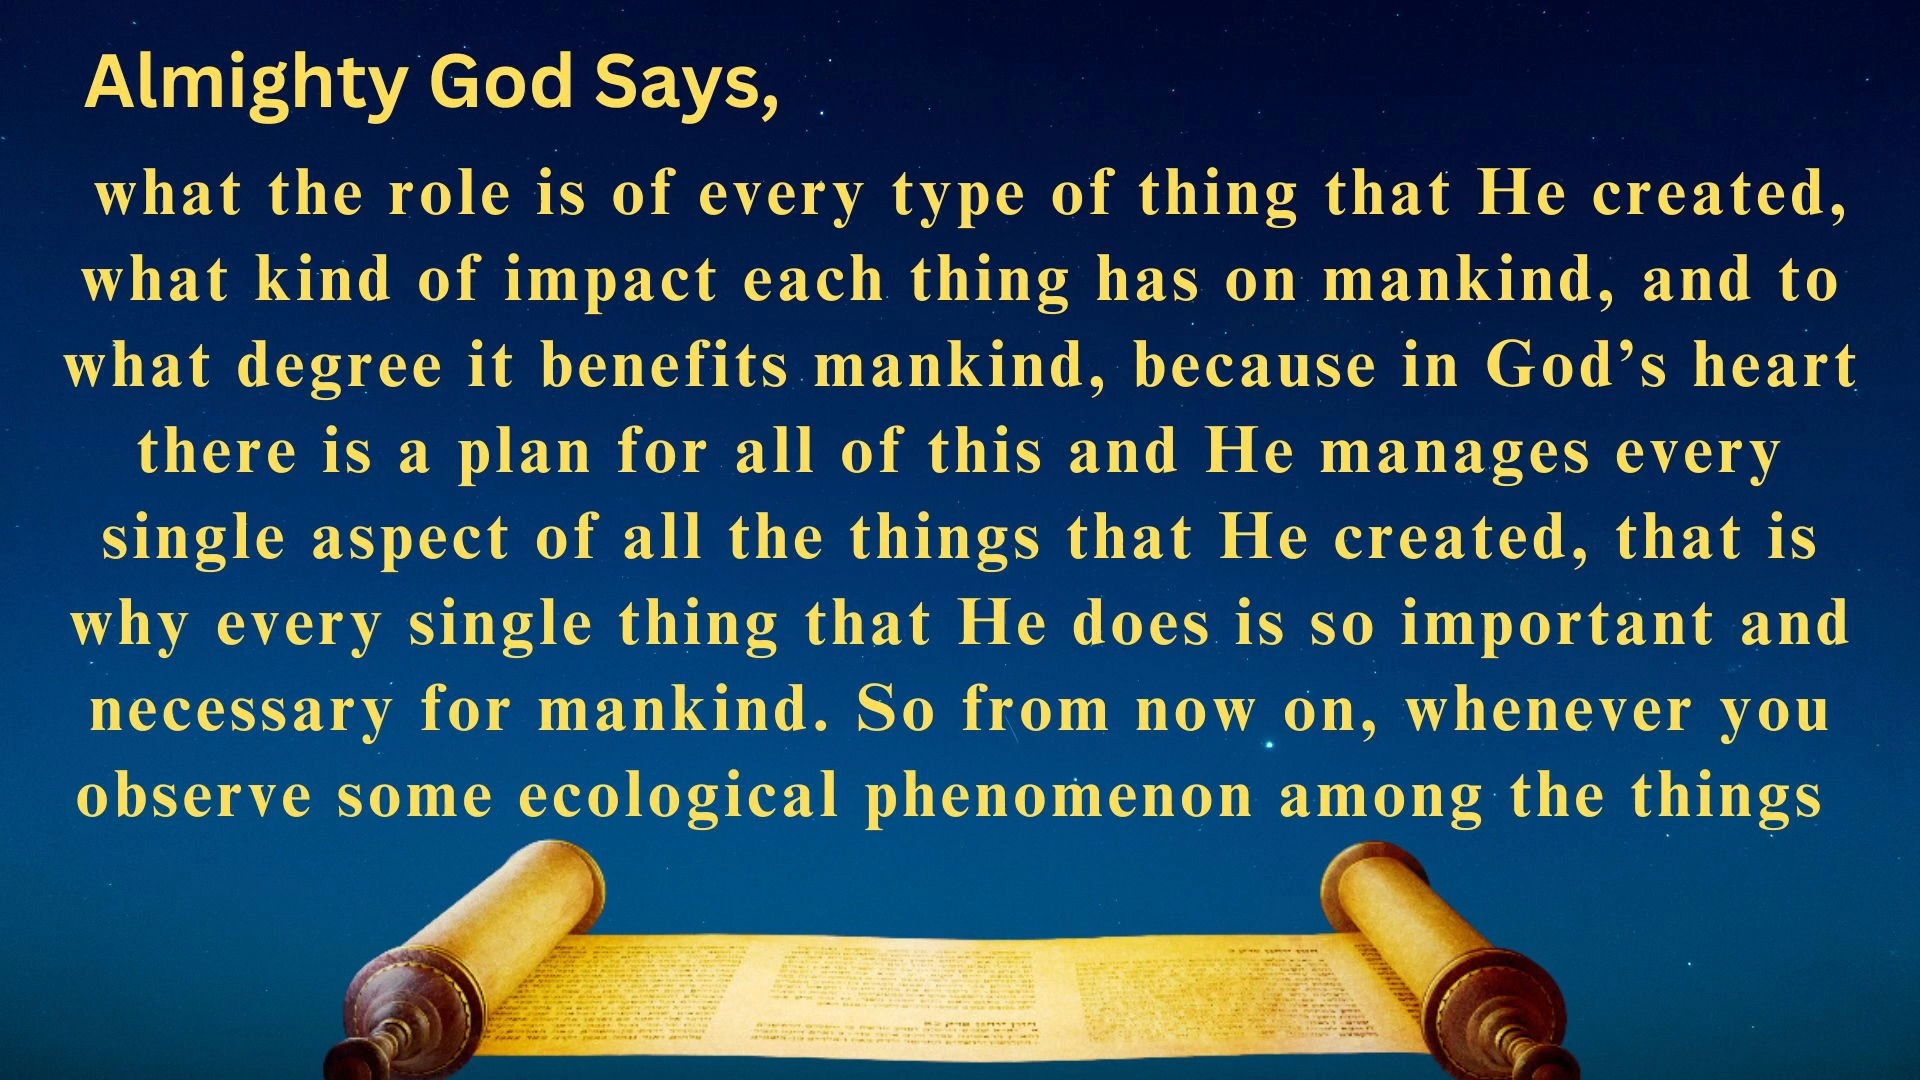 Almighty God Says,
what the role is of every type of thing that He created,
what kind of impact each thing has on mankind, and to
what degree it benefits mankind, because in God’s heart
there is a plan for all of this and He manages every
single aspect of all the things that He created, that is
why every single thing that He does is so important and
necessary for mankind. So from now on, whenever you
observe some ecological phenomenon among the things